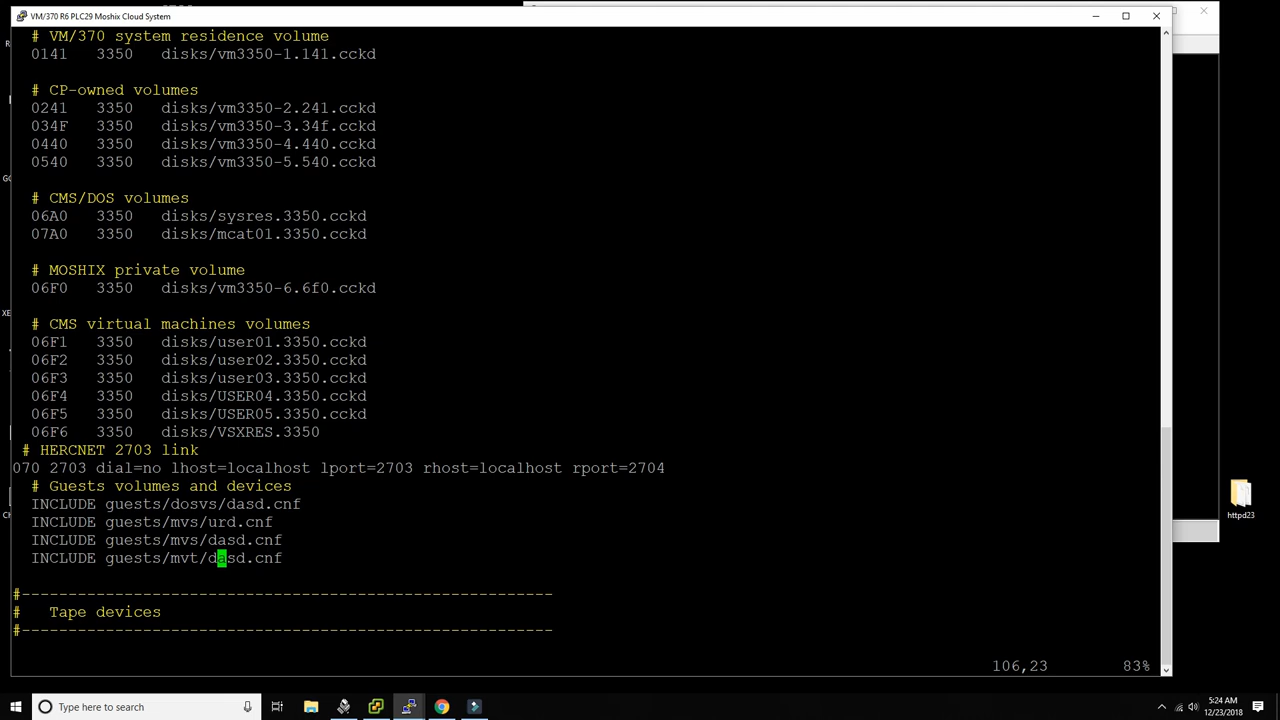 VM/370 R6 PLC29 Moshix Cloud System
# VM/370 system residence volume
0141 3350 disks/vm3350-1.141.cckd
# CP-owned volumes
0241 3350 disks/vm3350-2.241.cckd
034F 3350 disks/vm3350-3.34f.cckd
0440 3350 disks/vm3350-4.440.cckd
0540 3350 disks/vm3350-5.540.cckd
# CMS/DOS volumes
06A0 3350 disks/sysres.3350.cckd
07A0 3350 disks/mcat01.3350.cckd
# MOSHIX private volume
06F0 3350 disks/vm3350-6.6f0.cckd
# CMS virtual machines volumes
06F1 3350 disks/user01.3350.cckd
06F2 3350 disks/user02.3350.cckd
06F3 3350 disks/user03.3350.cckd
06F4 3350 disks/USER04.3350.cckd
06F5 3350 disks/USER05.3350.cckd
06F6 3350 disks/VSXRES.3350
# HERCNET 2703 link
070 2703 dial=no lhost=localhost lport=2703 rhost=localhost rport=2704
# Guests volumes and devices
INCLUDE guests/dosvs/dasd.cnf
INCLUDE guests/mvs/urd.cnf
INCLUDE guests/mvs/dasd.cnf
INCLUDE guests/mvt/dasd.cnf
#---------------------------------------------------------
# Tape devices
#---------------------------------------------------------
106,23 83%
httpd23
Type here to search
5:24 AM
12/23/2018